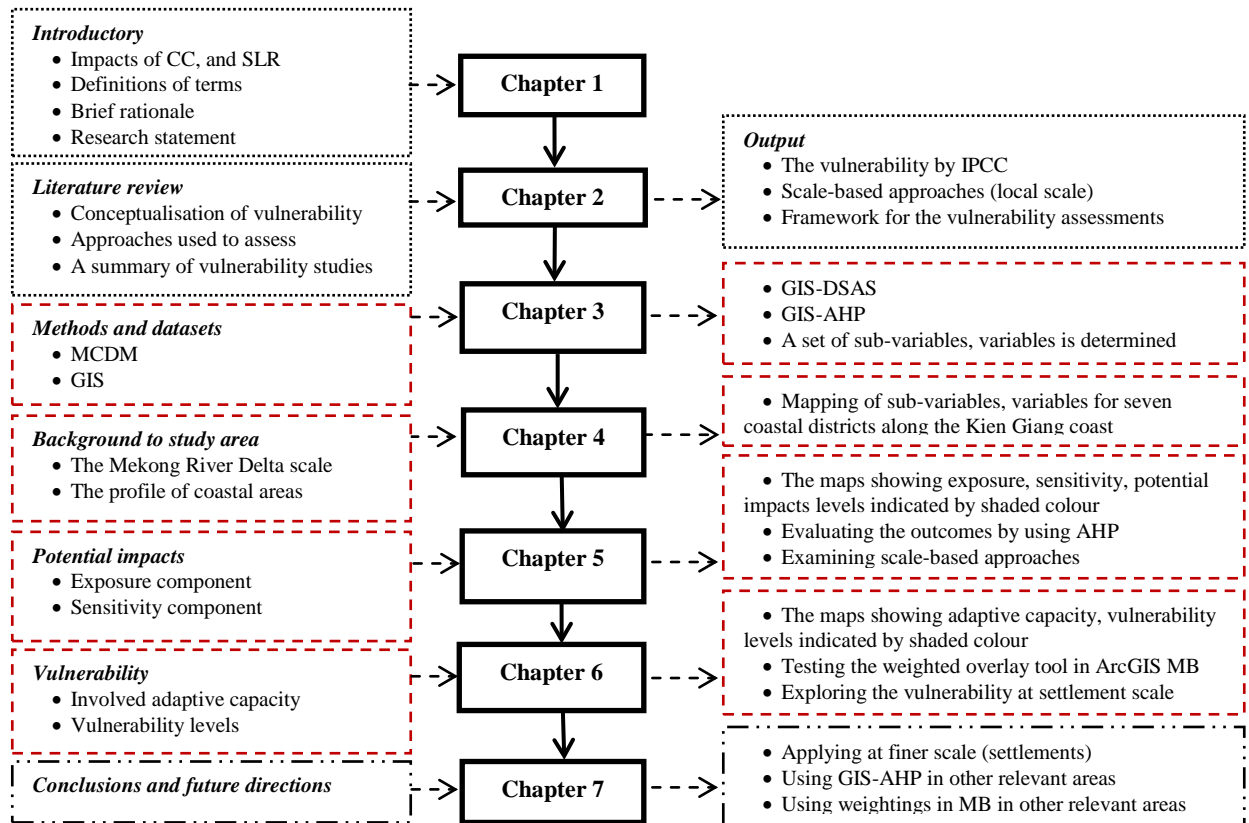 Introductory
• Impacts of CC, and SLR
• Definitions of terms
• Brief rationale
• Research statement
Chapter 1
Literature review
• Conceptualisation of vulnerability
• Approaches used to assess
• A summary of vulnerability studies
Chapter 2
Output
• The vulnerability by IPCC
• Scale-based approaches (local scale)
• Framework for the vulnerability assessments
Methods and datasets
• MCDM
• GIS
Chapter 3
• GIS-DSAS
• GIS-AHP
• A set of sub-variables, variables is determined
Background to study area
• The Mekong River Delta scale
• The profile of coastal areas
Chapter 4
• Mapping of sub-variables, variables for seven
coastal districts along the Kien Giang coast
Potential impacts
• Exposure component
• Sensitivity component
Chapter 5
• The maps showing exposure, sensitivity, potential
impacts levels indicated by shaded colour
• Evaluating the outcomes by using AHP
• Examining scale-based approaches
Vulnerability
• Involved adaptive capacity
• Vulnerability levels
Chapter 6
• The maps showing adaptive capacity, vulnerability
levels indicated by shaded colour
• Testing the weighted overlay tool in ArcGIS MB
• Exploring the vulnerability at settlement scale
Conclusions and future directions
Chapter 7
• Applying at finer scale (settlements)
• Using GIS-AHP in other relevant areas
• Using weightings in MB in other relevant areas